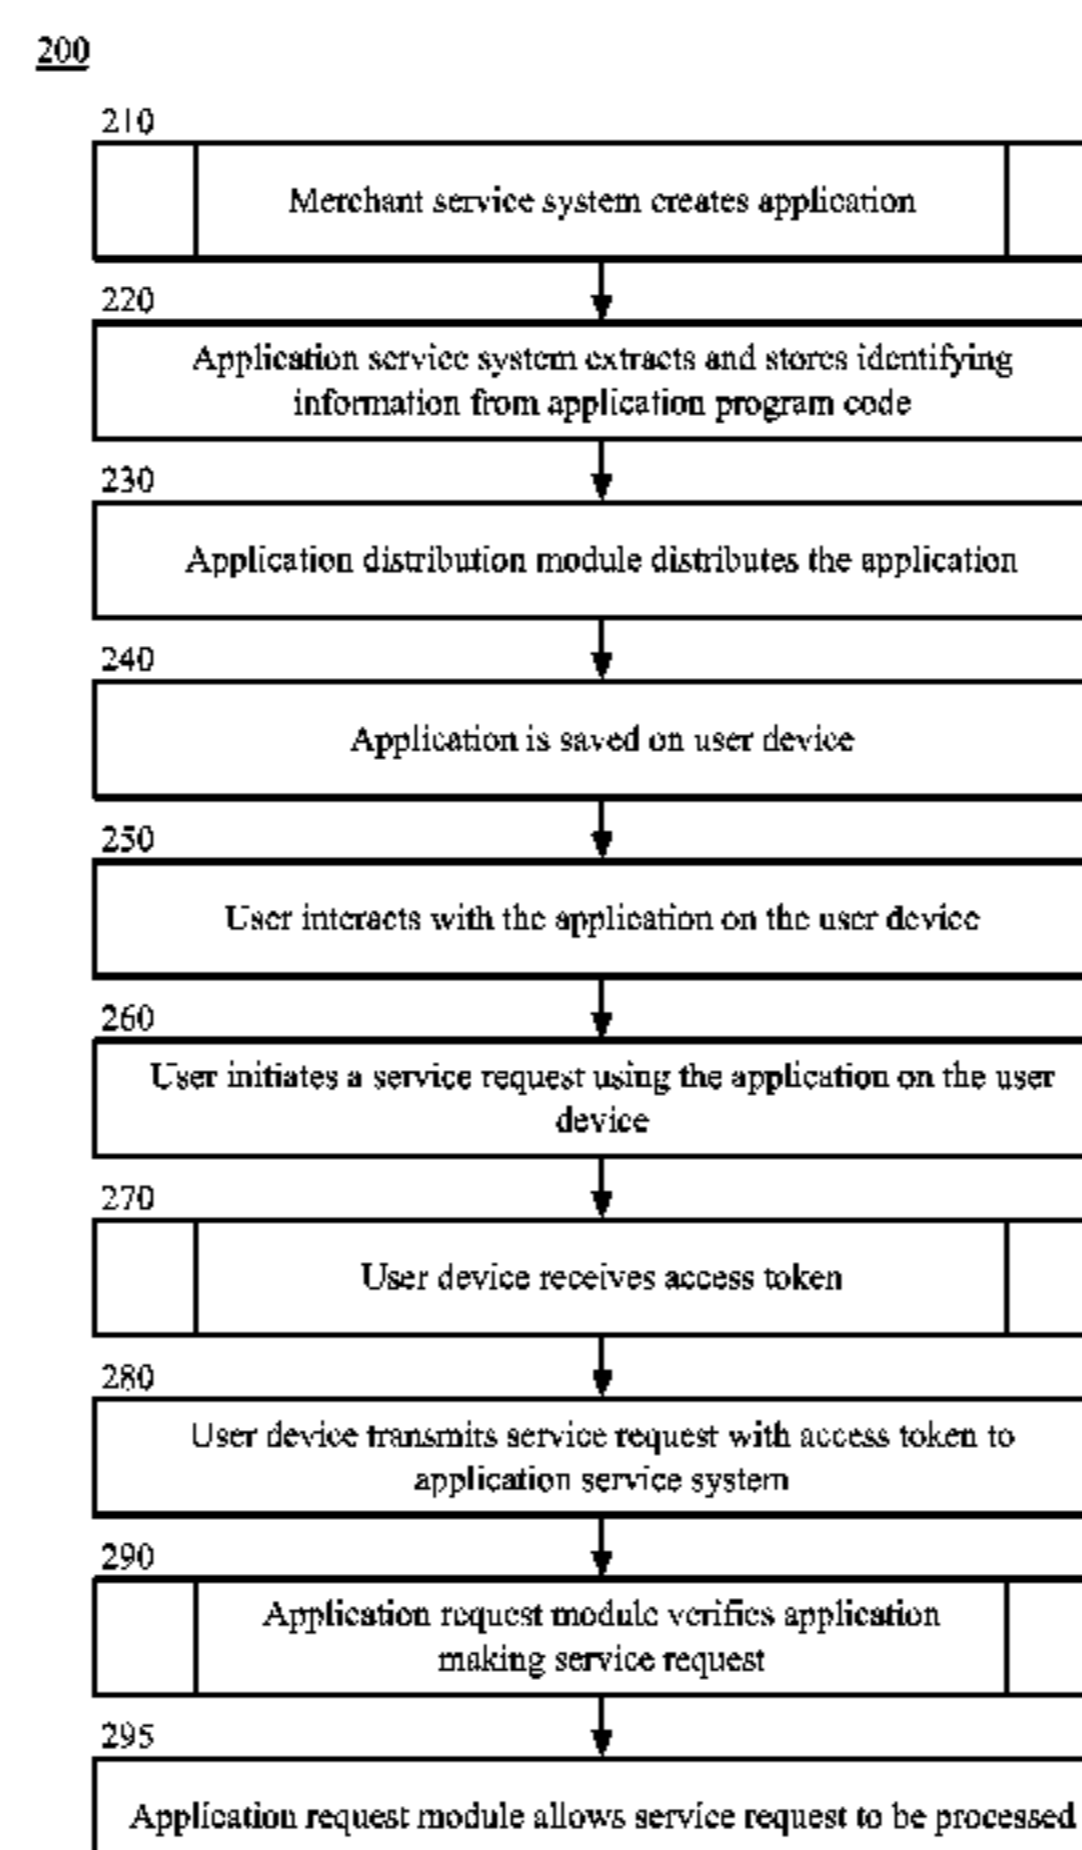 200
210
Merchant service system creates application
220
Application service system extracts and stores identifying
information from application program code
230
Application distribution module distributes the application
240
Application is saved on user device
250
User interacts with the application on the user device
260
User initiates a service request using the application on the user
device
270
User device receives access token
280
User device transmits service request with access token to
application service system
290
Application request module verifies application
making service request
295
Application request module allows service request to be processed